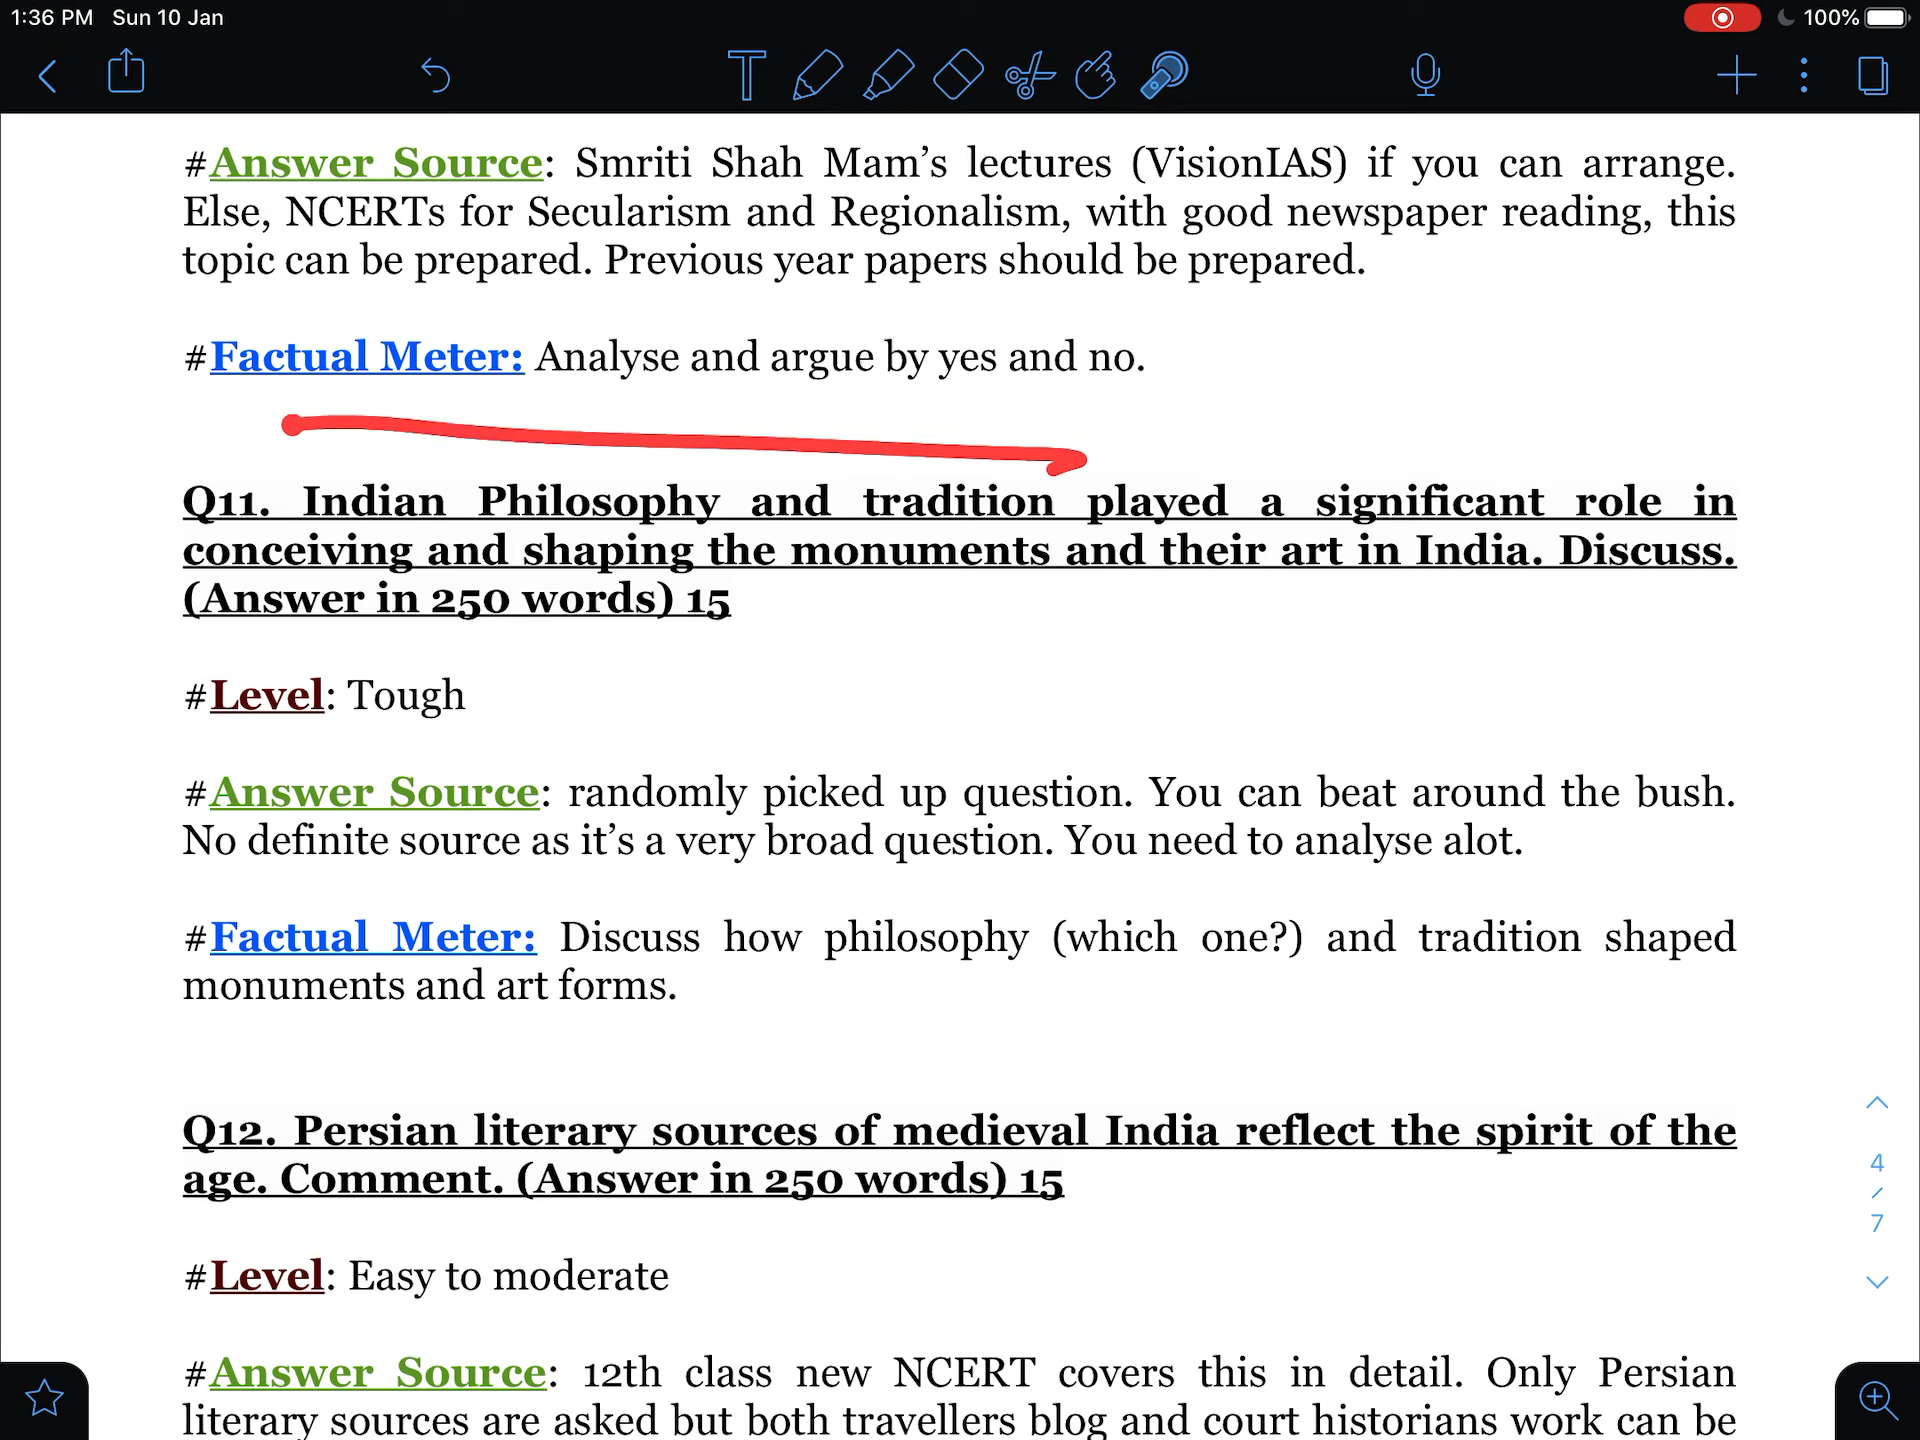 1:36 PM Sun 10 Jan
100%
#Answer Source: Smriti Shah Mam’s lectures (VisionIAS) if you can arrange.
Else, NCERTs for Secularism and Regionalism, with good newspaper reading, this
topic can be prepared. Previous year papers should be prepared.
#Factual Meter: Analyse and argue by yes and no.
Q11. Indian Philosophy and tradition played a significant role in
conceiving and shaping the monuments and their art in India. Discuss.
(Answer in 250 words) 15
#Level: Tough
#Answer Source: randomly picked up question. You can beat around the bush.
No definite source as it’s a very broad question. You need to analyse alot.
#Factual Meter: Discuss how philosophy (which one?) and tradition shaped
monuments and art forms.
Q12. Persian literary sources of medieval India reflect the spirit of the
age. Comment. (Answer in 250 words) 15
4
/
7
#Level: Easy to moderate
#Answer Source: 12th class new NCERT covers this in detail. Only Persian
literary sources are asked but both travellers blog and court historians work can be